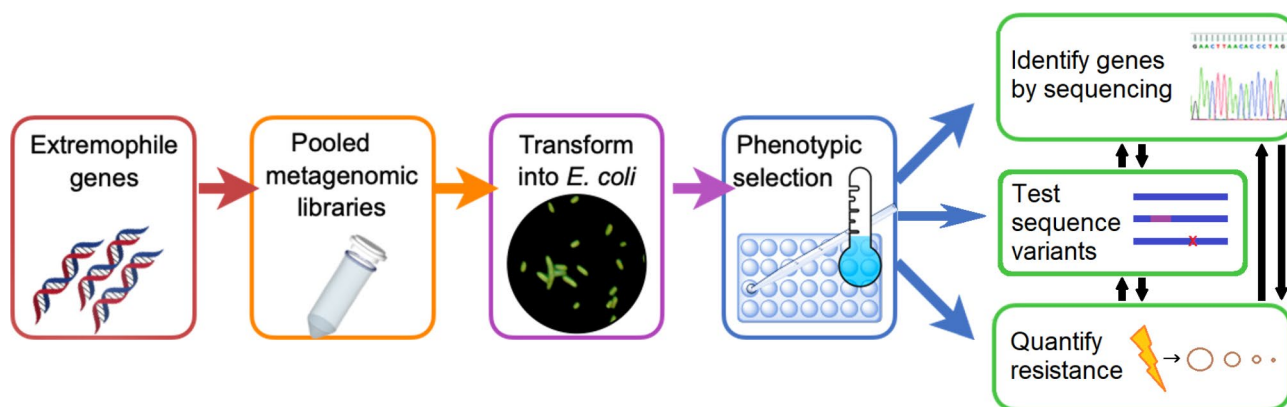 Extremophile
genes
Pooled
metagenomic
libraries
Transform
into E. coli
Phenotypic
selection
Identify genes
by sequencing
GAACTTAACACCCTAG
Test
sequence
variants
Quantify
resistance